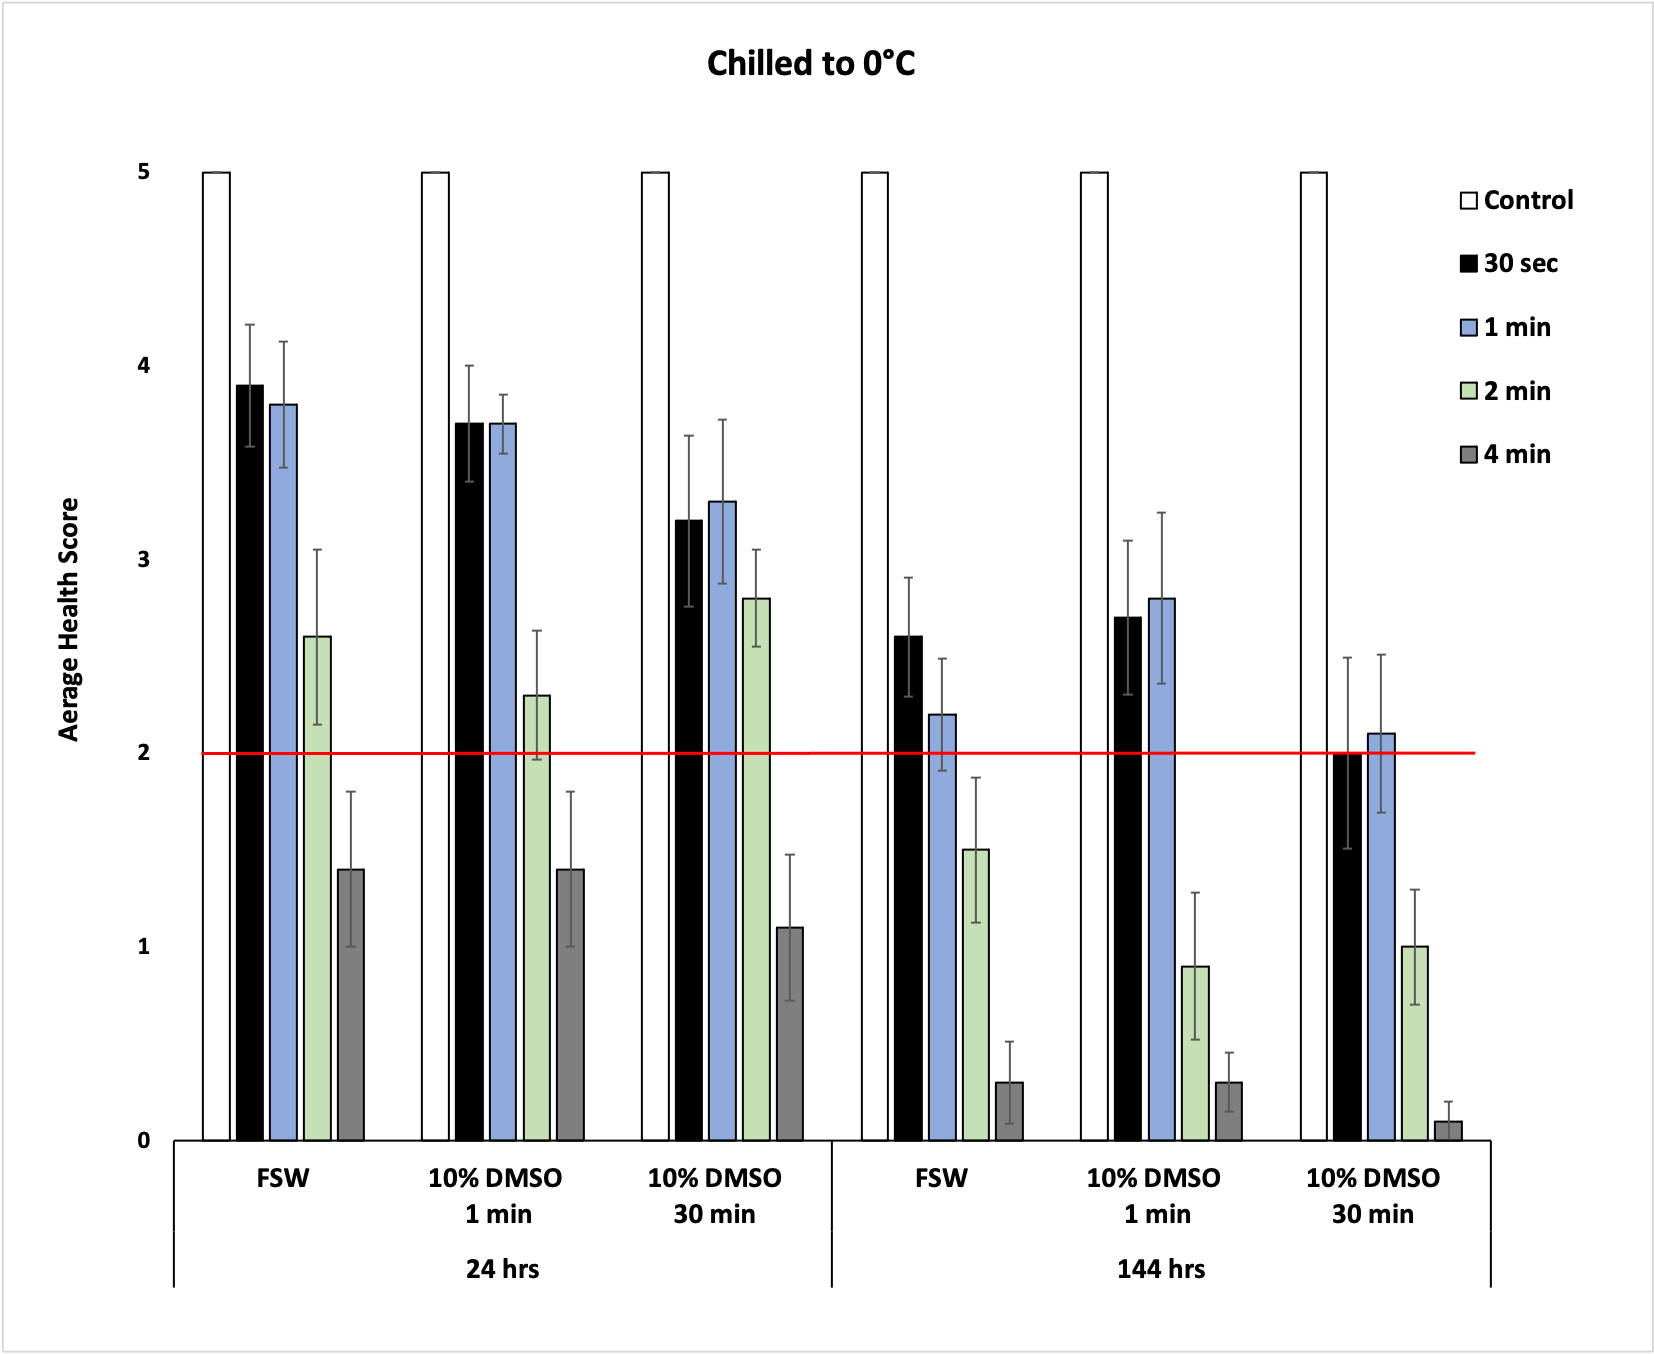 Chilled to 0°C
5
4
3
2
1
0
Aerage Health Score
Control
30 sec
1 min
2 min
4 min
FSW
10% DMSO
1 min
10% DMSO
30 min
FSW
10% DMSO
1 min
10% DMSO
30 min
24 hrs
144 hrs